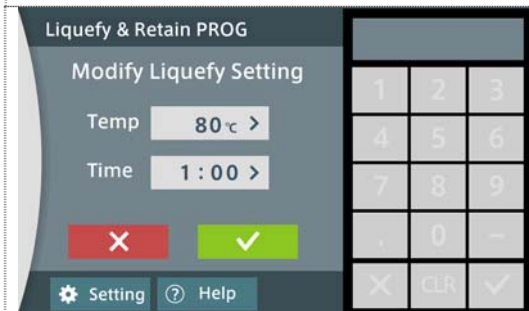 Liquefy & Retain PROG
Modify Liquefy Setting
Temp 80℃ >
Time 1:00 >
Setting ? Help
1 2 3
4 5 6
7 8 9
. 0 −
CLR